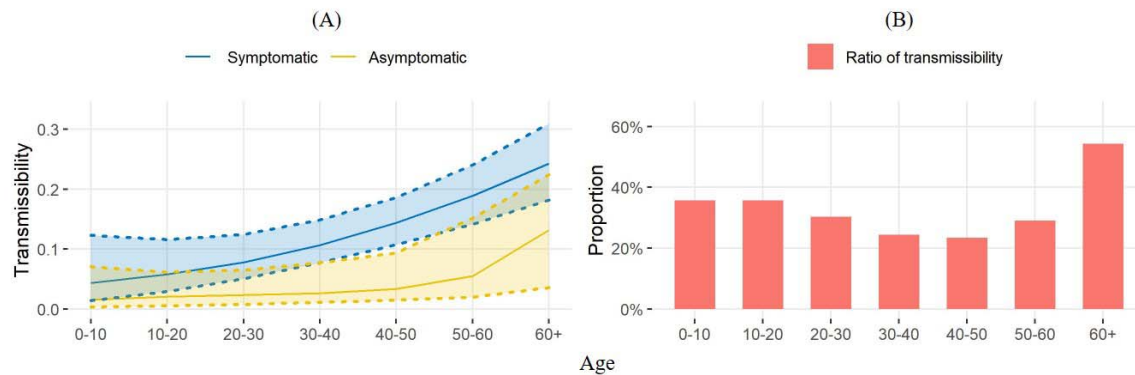 (A)
Symptomatic
Asymptomatic
Transmissibility
0.3
0.2
0.1
0.0
0-10
10-20
20-30
30-40
40-50
50-60
60+
(B)
Ratio of transmissibility
Proportion
60%
40%
20%
0%
0-10
10-20
20-30
30-40
40-50
50-60
60+
Age